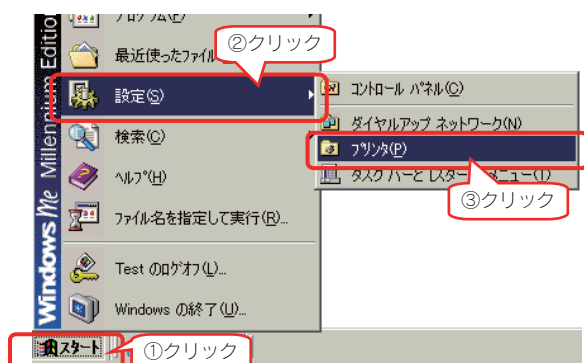 プログラム(P)
最近使ったファイル
②クリック
設定(S)
検索(C)
ヘルプ(H)
ファイル名を指定して実行(R)...
Test のログオフ(L)...
Windows の終了(U)...
Windows Me Millennium Editio
コントロール パネル(C)
ダイヤルアップ ネットワーク(N)
プリンタ(P)
タスク バーと [スタート] メニュー(T)
③クリック
スタート
①クリック